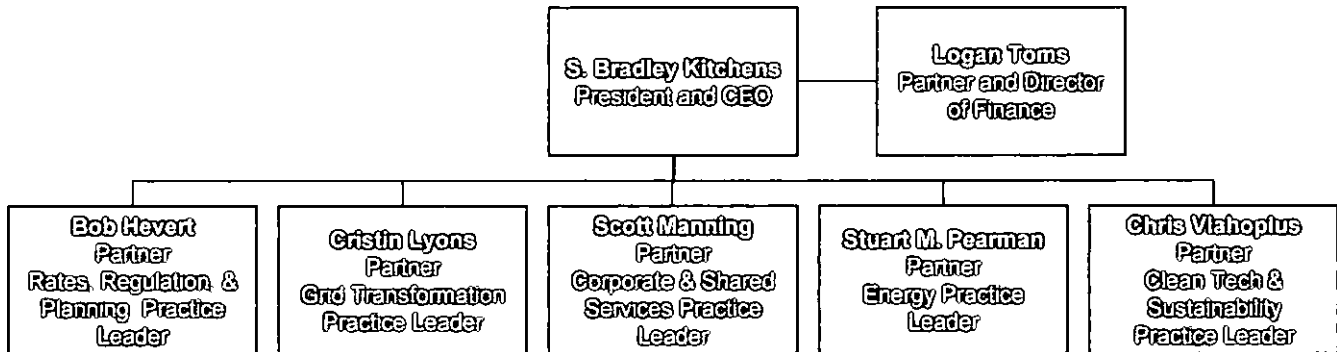 S. Bradley Kitchens
President and CEO
Logan Toms
Partner and Director
of Finance
Bob Hevert
Partner
Rates, Regulation, &
Planning Practice
Leader
Cristin Lyons
Partner
Grid Transformation
Practice Leader
Scott Manning
Partner
Corporate & Shared
Services Practice
Leader
Stuart M. Pearman
Partner
Energy Practice
Leader
Chris Vlahoplus
Partner
Clean Tech &
Sustainability
Practice Leader